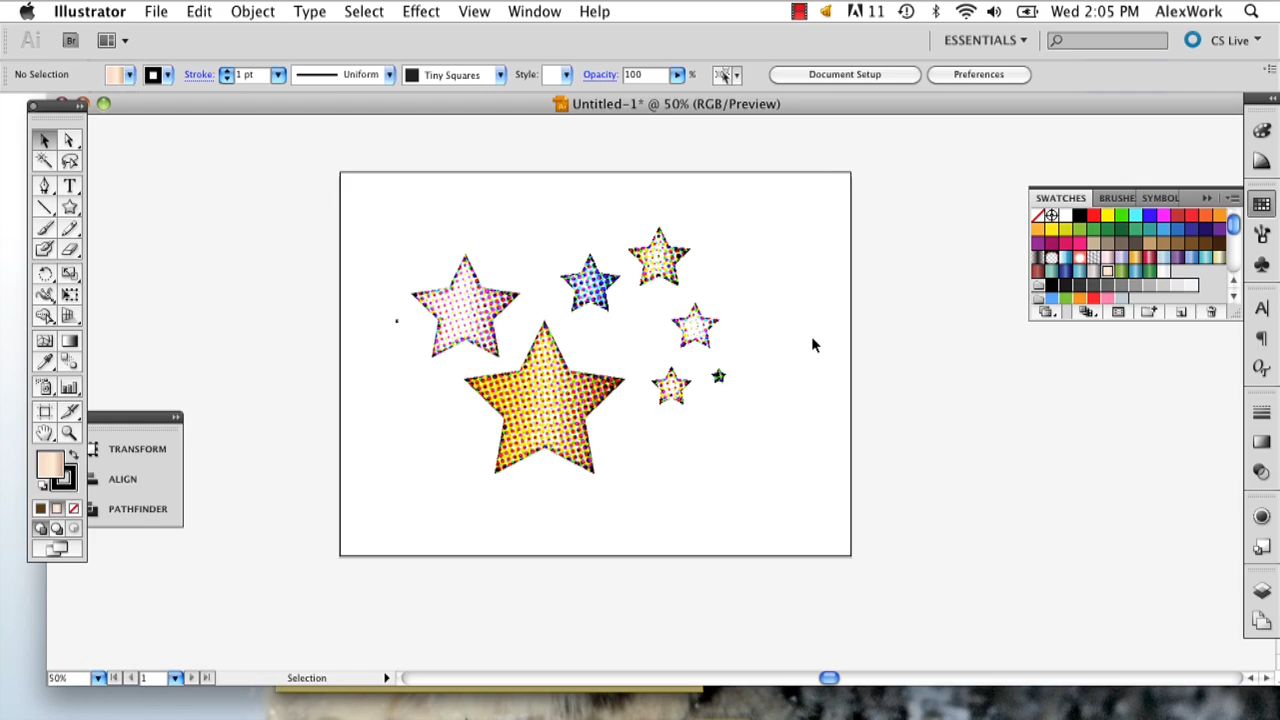 Illustrator File Edit Object Type Select Effect View Window Help 11 Wed 2:05 PM AlexWork
Ai Br ESSENTIALS CS Live
No Selection Stroke: 1 pt Uniform Tiny Squares Style: Opacity: 100 % Document Setup Preferences
Untitled-1* @ 50% (RGB/Preview)
SWATCHES BRUSHE SYMBOL
TRANSFORM
ALIGN
PATHFINDER
50% 1 Selection